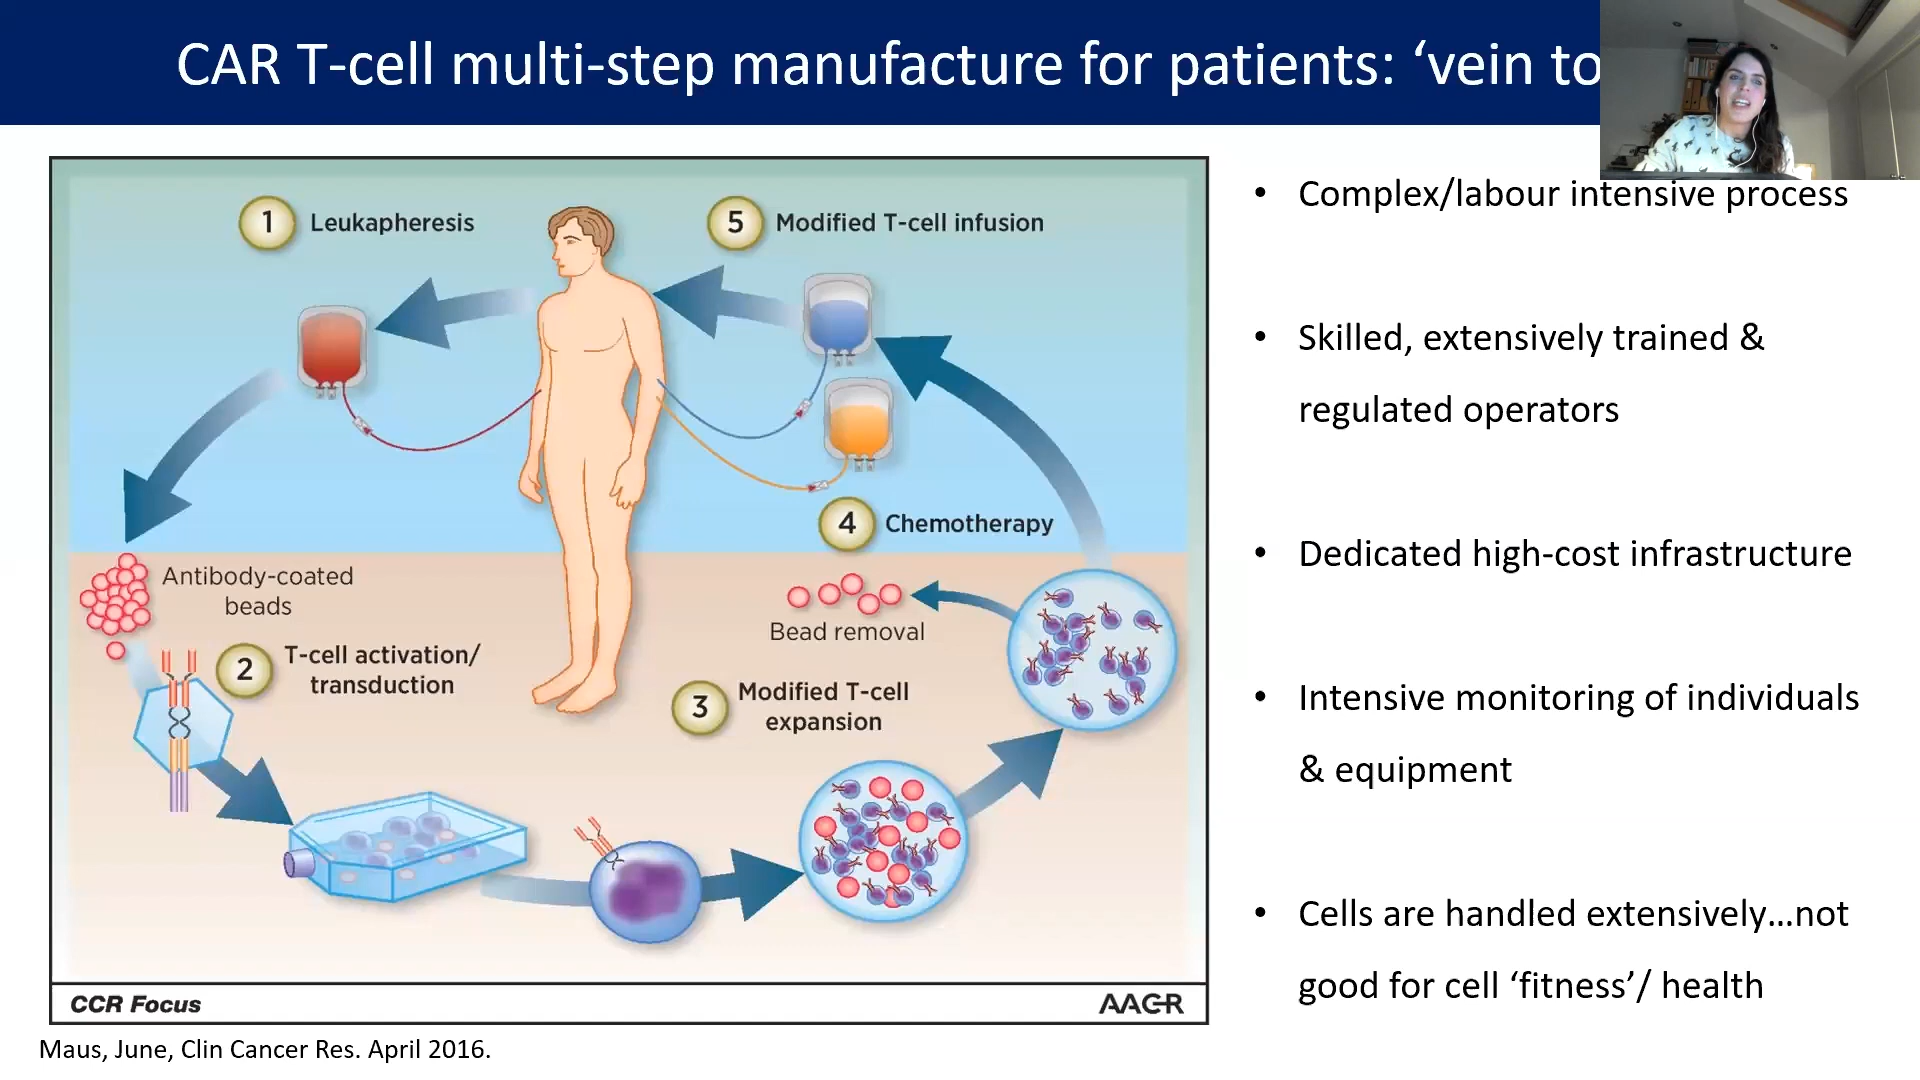 CAR T-cell multi-step manufacture for patients: ‘vein to
1 Leukapheresis
5 Modified T-cell infusion
4 Chemotherapy
Antibody-coated
beads
2 T-cell activation/
transduction
Bead removal
3 Modified T-cell
expansion
CCR Focus
AACR
Maus, June, Clin Cancer Res. April 2016.
• Complex/labour intensive process
• Skilled, extensively trained &
regulated operators
• Dedicated high-cost infrastructure
• Intensive monitoring of individuals
& equipment
• Cells are handled extensively…not
good for cell ‘fitness’/ health